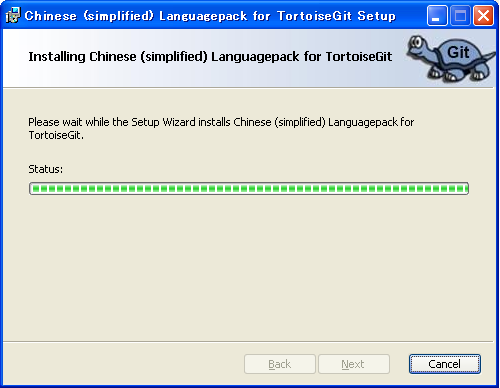 Chinese (simplified) Languagepack for TortoiseGit Setup
Installing Chinese (simplified) Languagepack for TortoiseGit
Git
Please wait while the Setup Wizard installs Chinese (simplified) Languagepack for
TortoiseGit.
Status:
Back
Next
Cancel